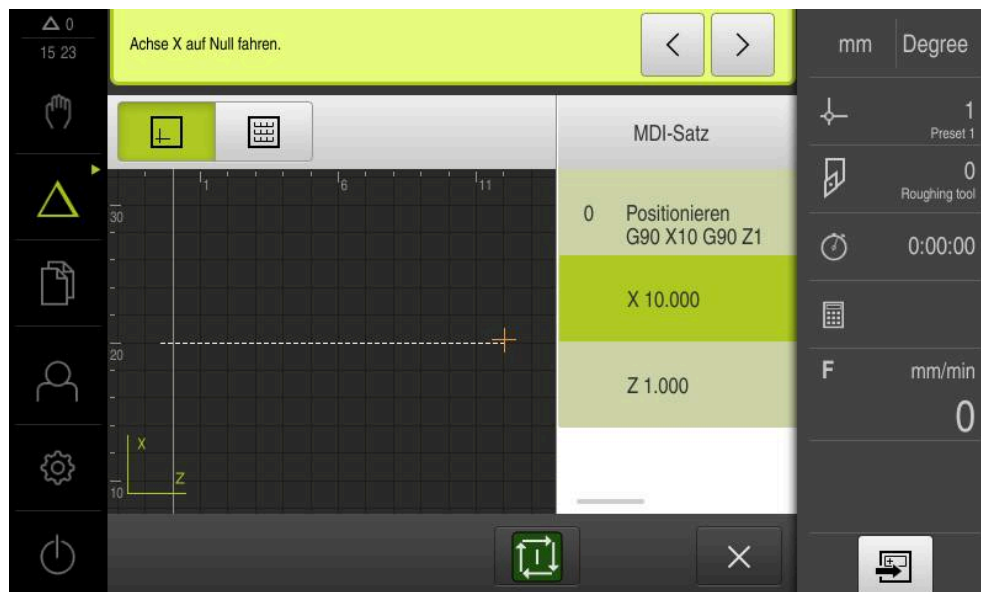 0
15 23
Achse X auf Null fahren.
mm
Degree
1
Preset 1
0
Roughing tool
0:00:00
F
mm/min
0
MDI-Satz
0 Positionieren
G90 X10 G90 Z1
X 10.000
Z 1.000
1
6
11
30
20
10
X
Z